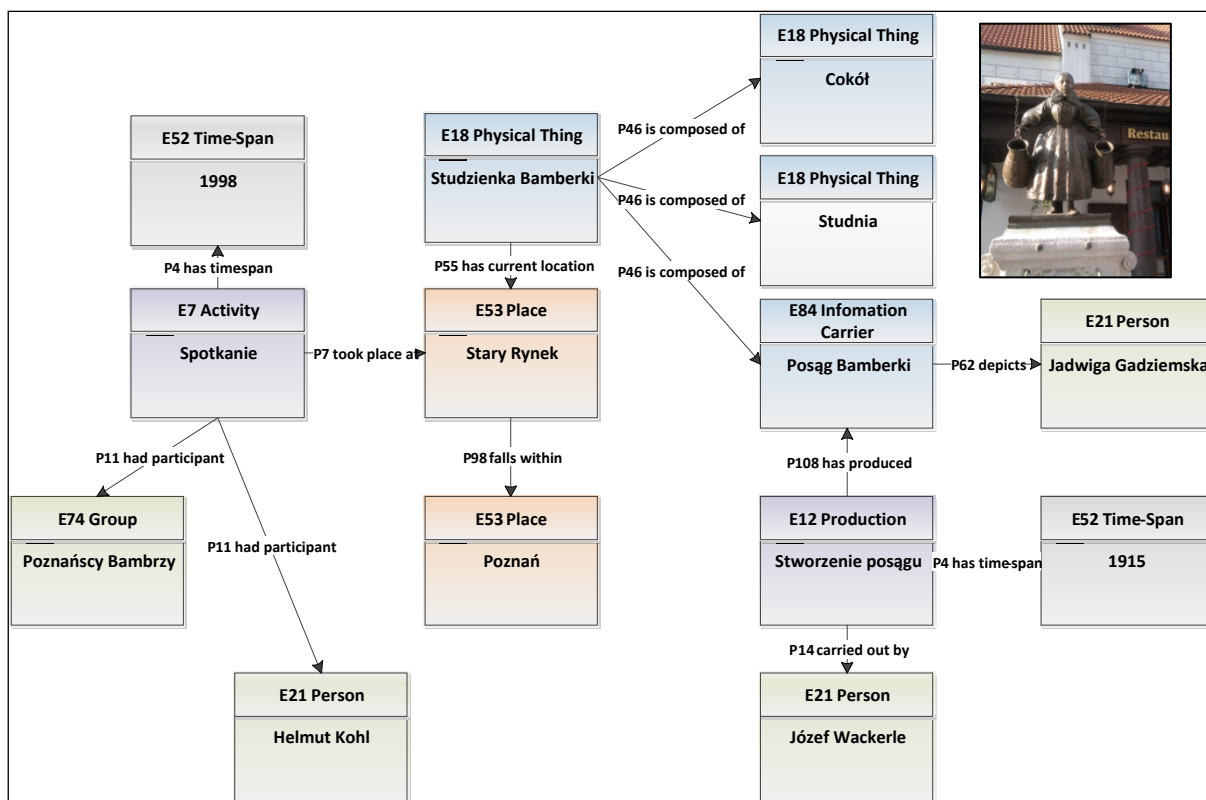 E18 Physical Thing
Cokół
Restau
E52 Time-Span
1998
E18 Physical Thing
Studzienka Bamberki
P46 is composed of
E18 Physical Thing
Studnia
P46 is composed of
P4 has timespan
P55 has current location
P46 is composed of
E7 Activity
Spotkanie
P7 took place at
E53 Place
Stary Rynek
E84 Infomation
Carrier
Posąg Bamberki
P62 depicts
E21 Person
Jadwiga Gadziemska
P11 had participant
P98 falls within
P108 has produced
E74 Group
Poznańscy Bambrzy
P11 had participant
E53 Place
Poznań
E12 Production
Stworzenie posągu
P4 has time-span
E52 Time-Span
1915
P14 carried out by
E21 Person
Helmut Kohl
E21 Person
Józef Wackerle